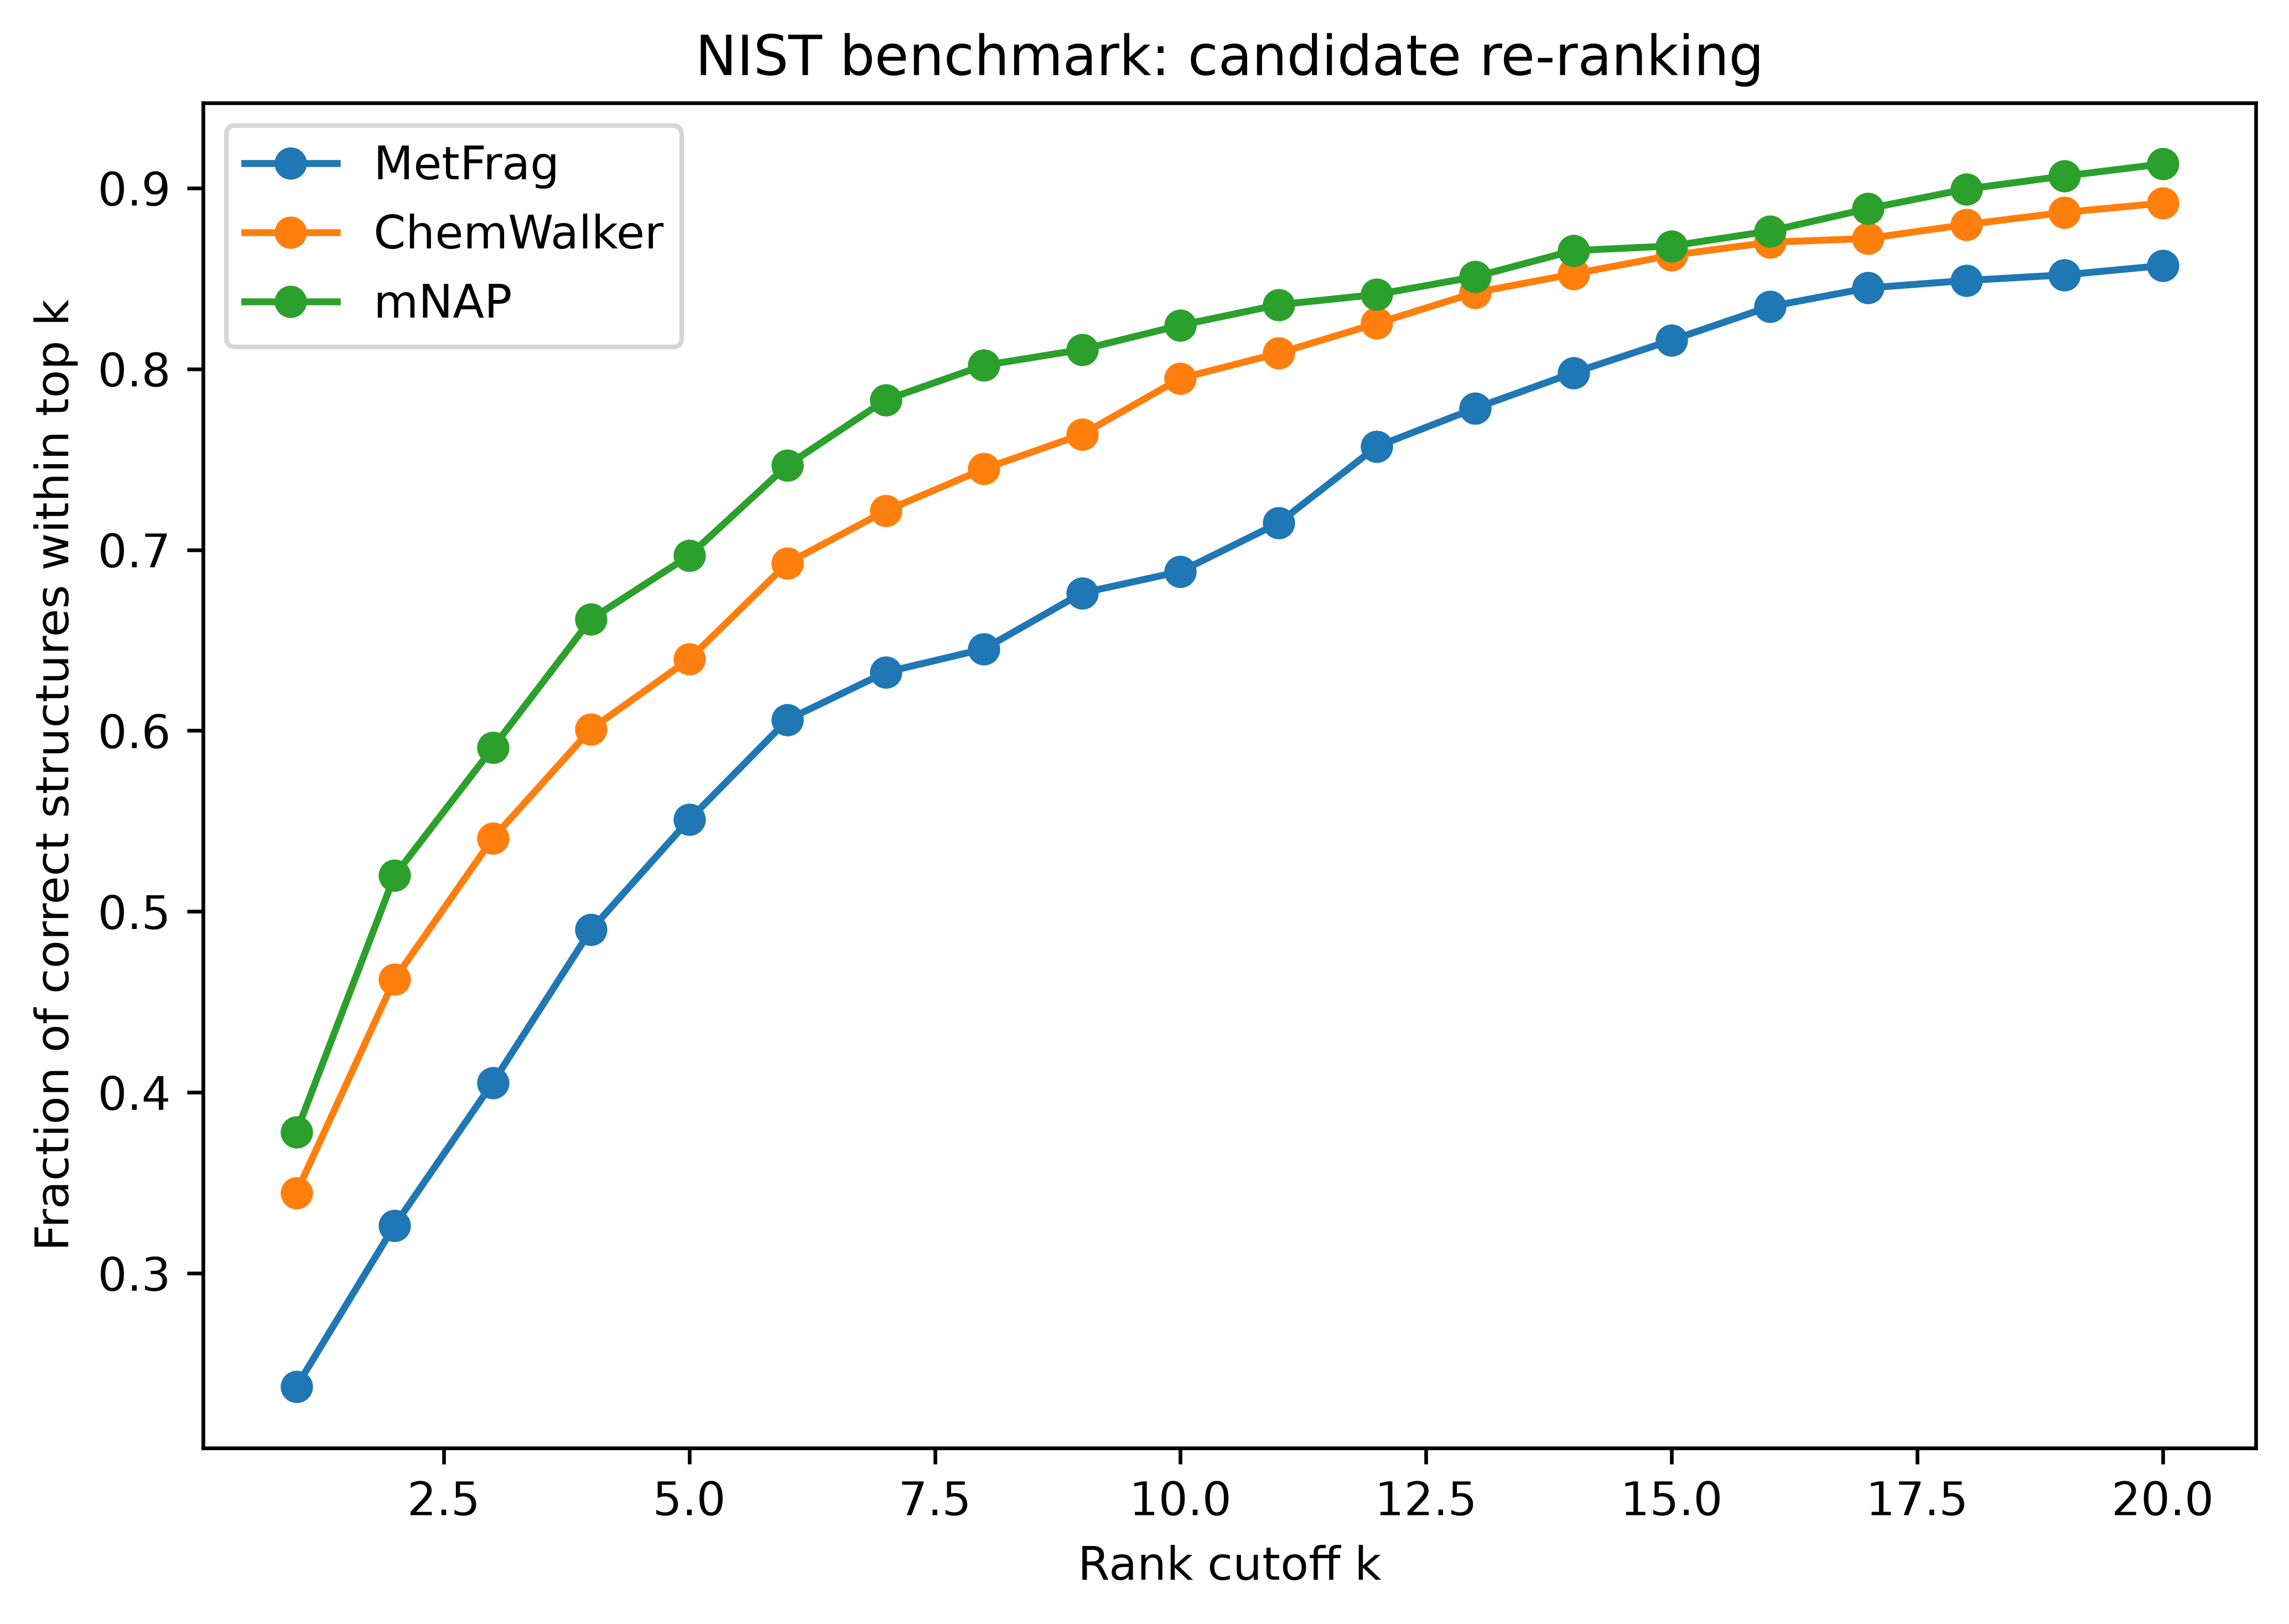 NIST benchmark: candidate re-ranking
MetFrag
ChemWalker
mNAP
Fraction of correct structures within top k
0.9
0.8
0.7
0.6
0.5
0.4
0.3
2.5 5.0 7.5 10.0 12.5 15.0 17.5 20.0
Rank cutoff k